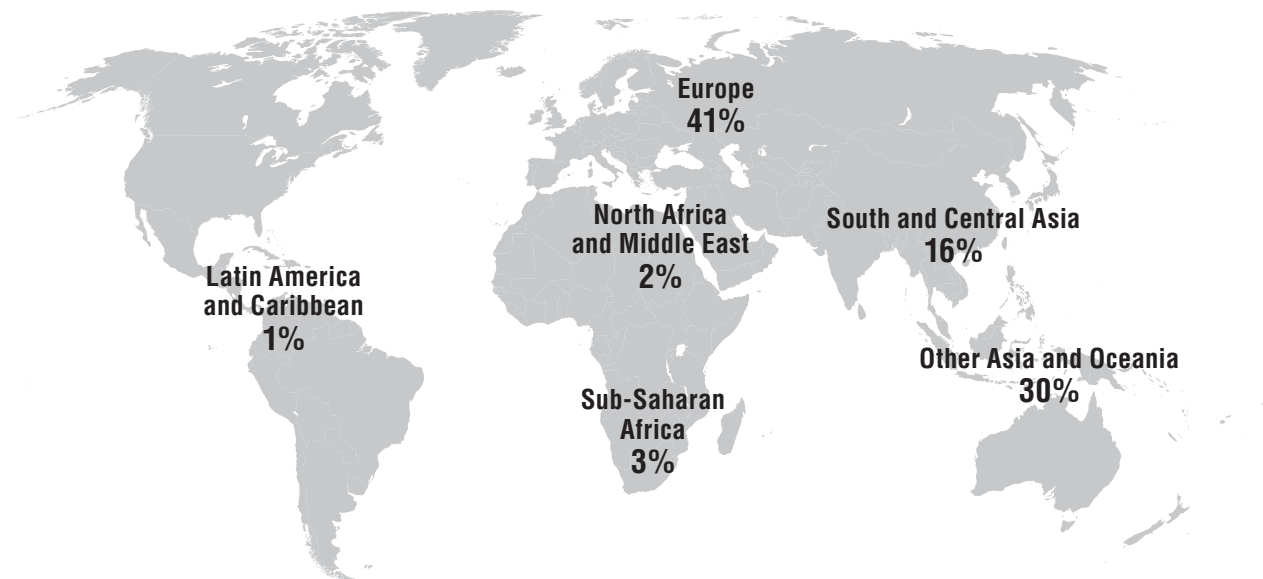 Europe
41%
North Africa
and Middle East
2%
South and Central Asia
16%
Latin America
and Caribbean
1%
Other Asia and Oceania
30%
Sub-Saharan
Africa
3%